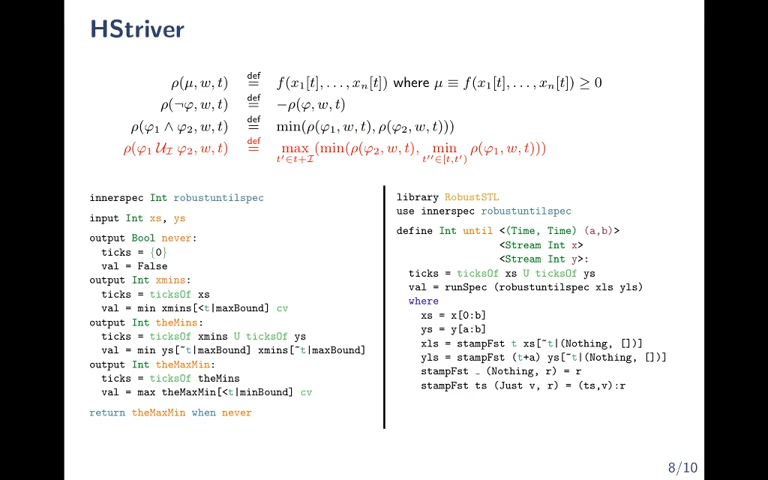 HStriver
ρ(μ, w, t) def= f(x₁[t], . . . , xₙ[t]) where μ ≡ f(x₁[t], . . . , xₙ[t]) ≥ 0
ρ(¬φ, w, t) def= −ρ(φ, w, t)
ρ(φ₁ ∧ φ₂, w, t) def= min(ρ(φ₁, w, t), ρ(φ₂, w, t)))
ρ(φ₁ U_I φ₂, w, t) def= max t′∈t+I (min(ρ(φ₂, w, t), min t″∈[t,t′) ρ(φ₁, w, t)))
innerspec Int robustuntilspec
input Int xs, ys
output Bool never:
ticks = {0}
val = False
output Int xmins:
ticks = ticksOf xs
val = min xmins[<t|maxBound] cv
output Int theMins:
ticks = ticksOf xmins U ticksOf ys
val = min ys[~t|maxBound] xmins[~t|maxBound]
output Int theMaxMin:
ticks = ticksOf theMins
val = max theMaxMin[<t|minBound] cv
return theMaxMin when never
library RobustSTL
use innerspec robustuntilspec
define Int until <(Time, Time) (a,b)>
<Stream Int x>
<Stream Int y>:
ticks = ticksOf xs U ticksOf ys
val = runSpec (robustuntilspec xls yls)
where
xs = x[0:b]
ys = y[a:b]
xls = stampFst t xs[~t|(Nothing, [])]
yls = stampFst (t+a) ys[~t|(Nothing, [])]
stampFst _ (Nothing, r) = r
stampFst ts (Just v, r) = (ts,v):r
8/10